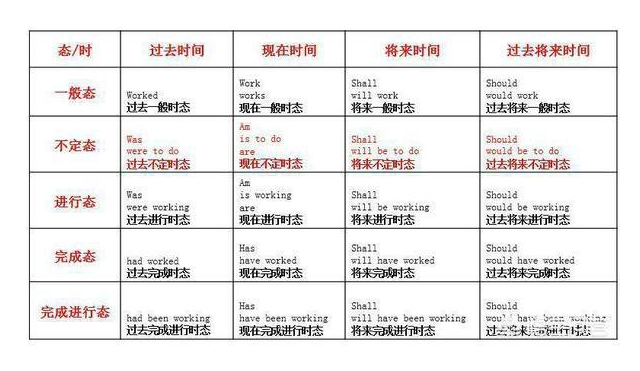 态/时 过去时间 现在时间 将来时间 过去将来时间
一般态
Worked
过去一般时态
Work
works
现在一般时态
Shall
will work
将来一般时态
Should
would work
过去将来一般时态
不定态
Was
were to do
过去不定时态
Am
is to do
are
现在不定时态
Shall
will be to do
将来不定时态
Should
would be to do
过去将来不定时态
进行态
Was
were working
过去进行时态
Am
is working
are
现在进行时态
Shall
will be working
将来进行时态
Should
would be working
过去将来进行时态
完成态
had worked
过去完成时态
Has
have worked
现在完成时态
Shall
will have worked
将来完成时态
Should
would have worked
过去将来完成时态
完成进行态
had been working
过去完成进行时态
Has
have been working
现在完成进行时态
Shall
will have been working
将来完成进行时态
Should
would have been working
过去将来完成进行时态